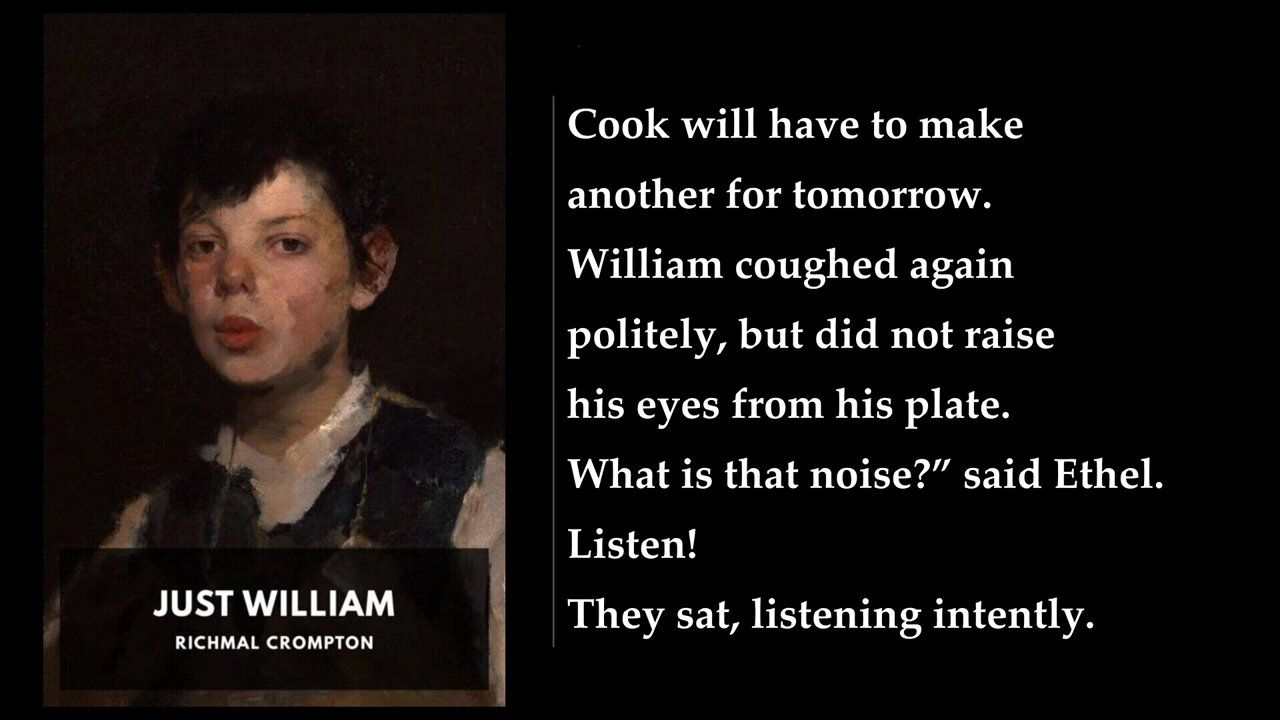 JUST WILLIAM
RICHMAL CROMPTON
Cook will have to make
another for tomorrow.
William coughed again
politely, but did not raise
his eyes from his plate.
What is that noise?” said Ethel.
Listen!
They sat, listening intently.